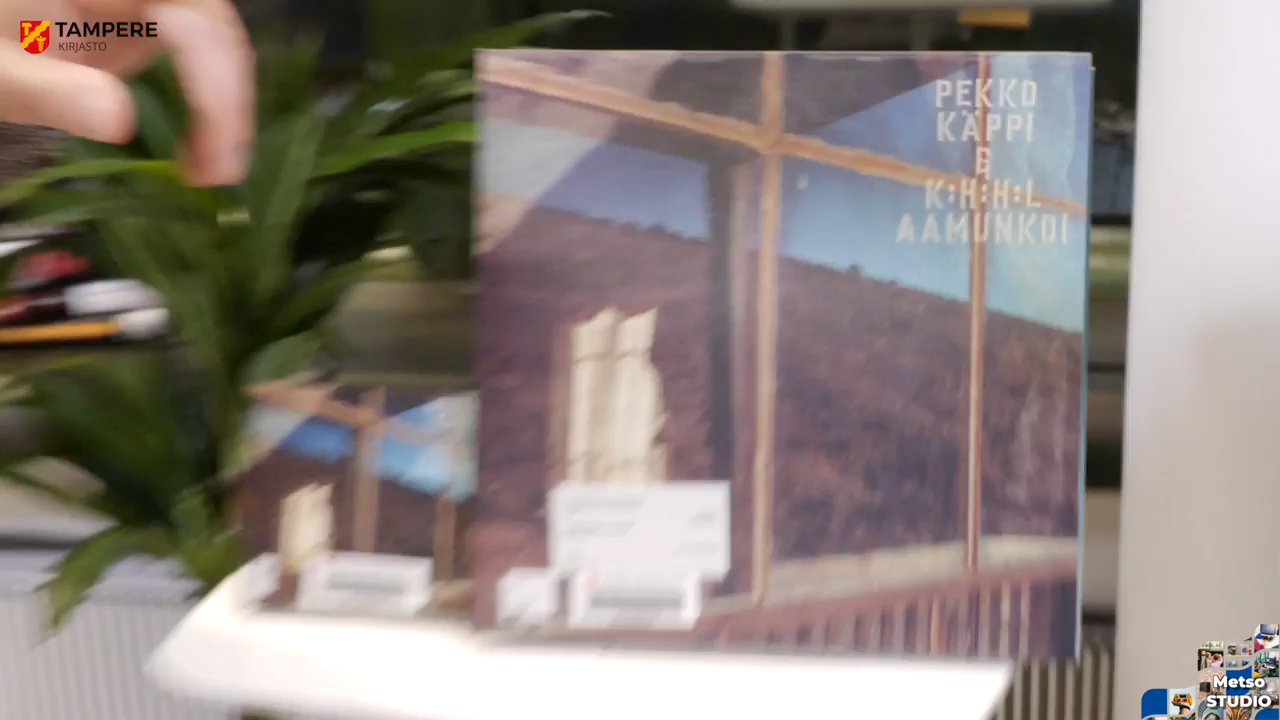 TAMPERE
KIRJASTO
PEKKO
KÄPPI
&
K:H:H:L
AAMUNKOI
Metso
STUDIO